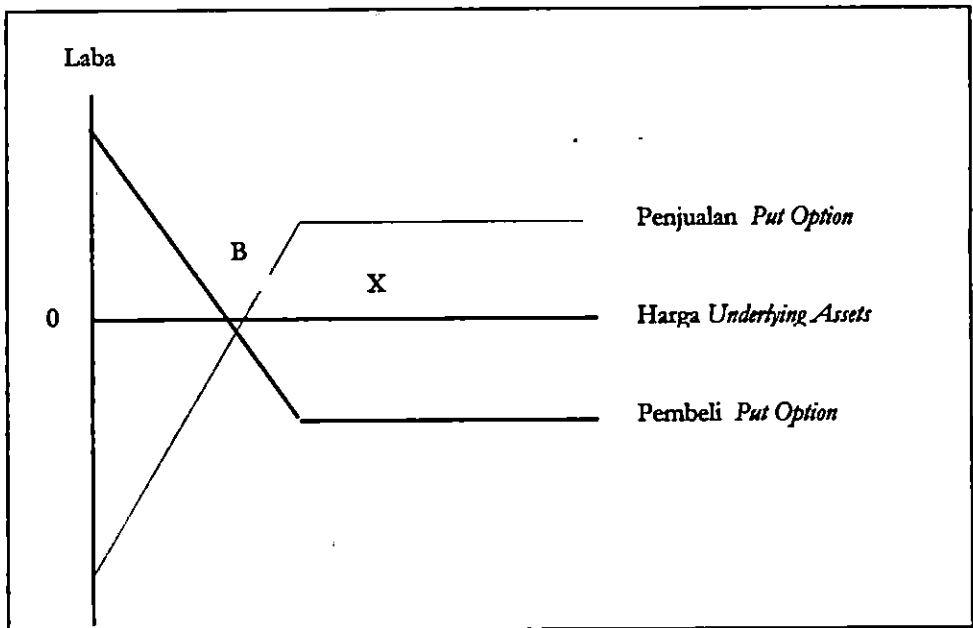 Laba
Penjualan Put Option
B
X
0
Harga Underlying Assets
Pembeli Put Option